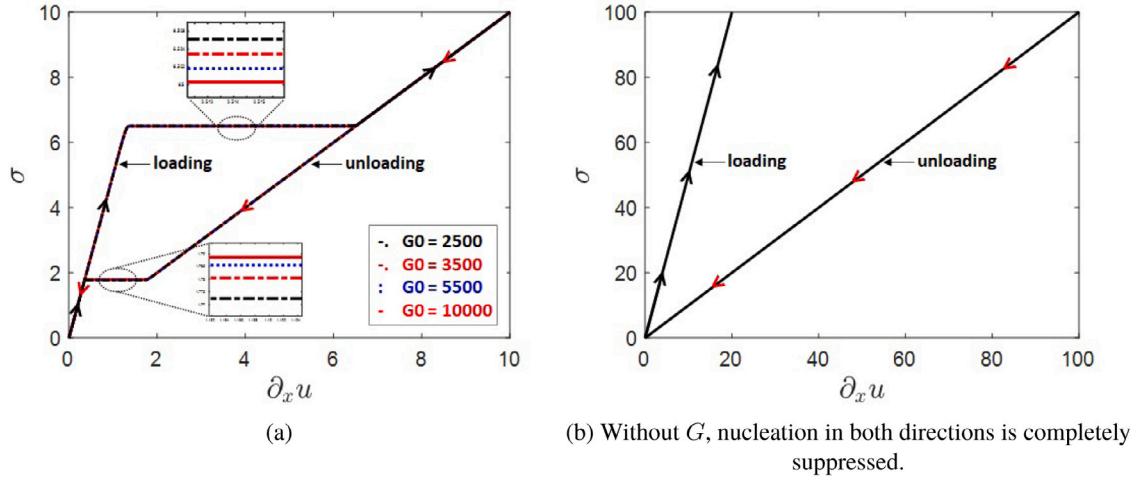 10
8
6
4
2
0
σ
0 2 4 6 8 10
∂ₓu
loading
unloading
-. G0 = 2500
-. G0 = 3500
: G0 = 5500
- G0 = 10000
(a)
100
80
60
40
20
0
σ
0 20 40 60 80 100
∂ₓu
loading
unloading
(b) Without G, nucleation in both directions is completely
suppressed.